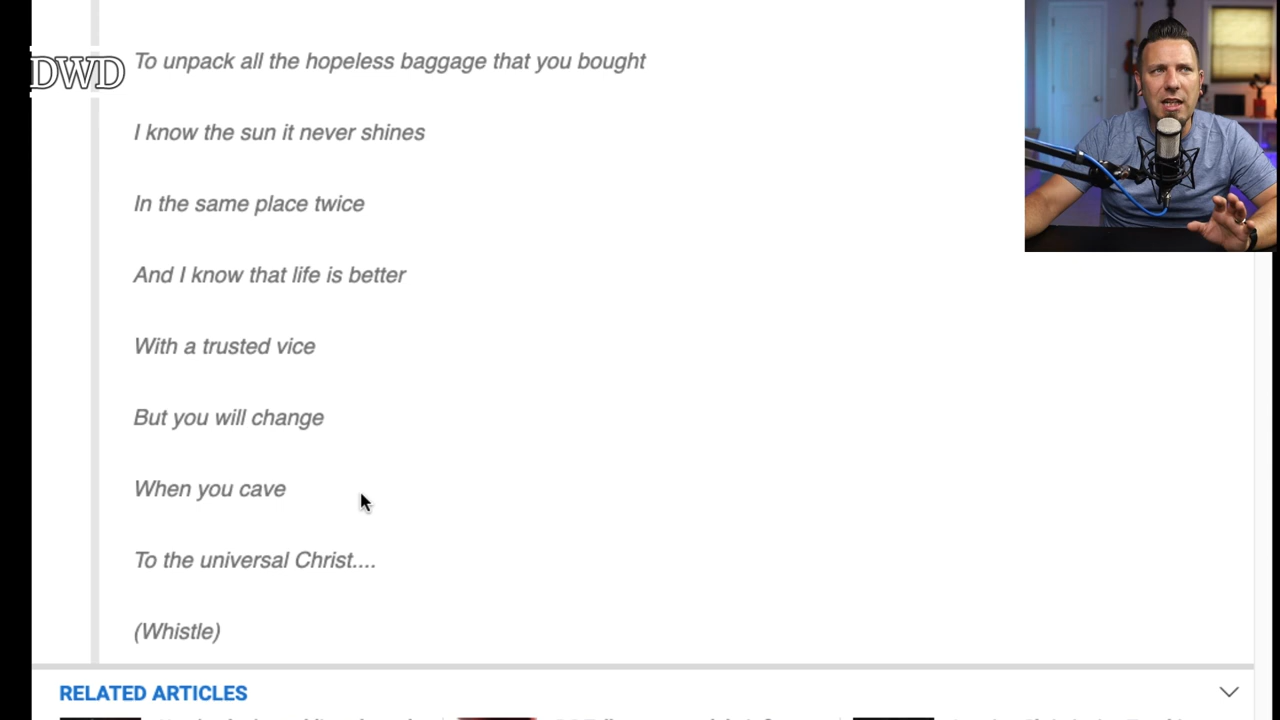 DWD
To unpack all the hopeless baggage that you bought
I know the sun it never shines
In the same place twice
And I know that life is better
With a trusted vice
But you will change
When you cave
To the universal Christ....
(Whistle)
RELATED ARTICLES